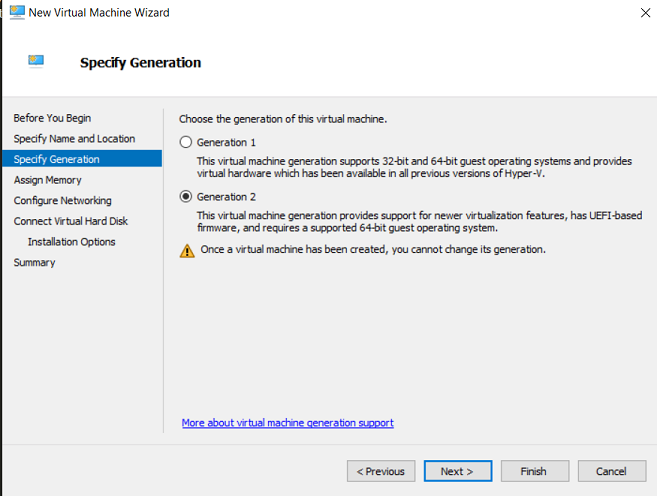 New Virtual Machine Wizard
Specify Generation
Before You Begin
Specify Name and Location
Specify Generation
Assign Memory
Configure Networking
Connect Virtual Hard Disk
Installation Options
Summary
Choose the generation of this virtual machine.
Generation 1
This virtual machine generation supports 32-bit and 64-bit guest operating systems and provides
virtual hardware which has been available in all previous versions of Hyper-V.
Generation 2
This virtual machine generation provides support for newer virtualization features, has UEFI-based
firmware, and requires a supported 64-bit guest operating system.
Once a virtual machine has been created, you cannot change its generation.
More about virtual machine generation support
< Previous
Next >
Finish
Cancel